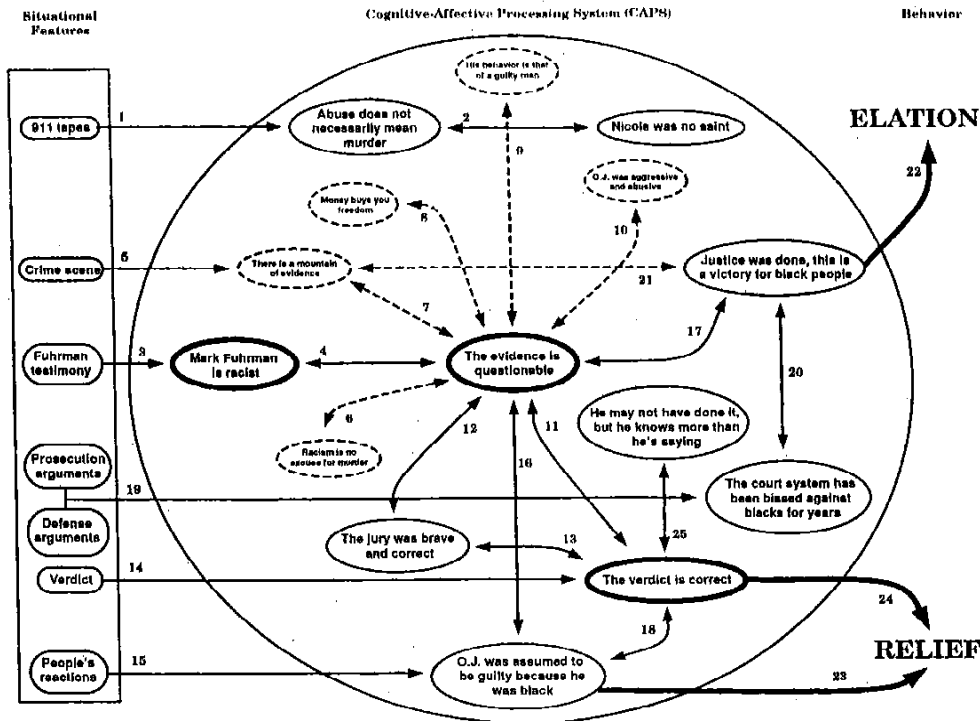 Situational
Features
Cognitive-Affective Processing System (CAPS)
Behavior
His behavior is that
of a guilty man
911 tapes
1
Abuse does not
necessarily mean
murder
2
Nicole was no saint
ELATION
9
22
O.J. was aggressive
and abusive
Money buys you
freedom
8
10
5
Crime scene
There is a mountain
of evidence
21
Justice was done, this is
a victory for black people
7
17
Fuhrman
testimony
3
Mark Fuhrman
is racist
4
The evidence is
questionable
20
6
12
11
He may not have done it,
but he knows more than
he's saying
Racism is no
excuse for murder
16
Prosecution
arguments
19
The court system has
been biased against
blacks for years
Defense
arguments
The jury was brave
and correct
13
25
Verdict
14
The verdict is correct
24
18
RELIEF
People's
reactions
15
O.J. was assumed to
be guilty because he
was black
23